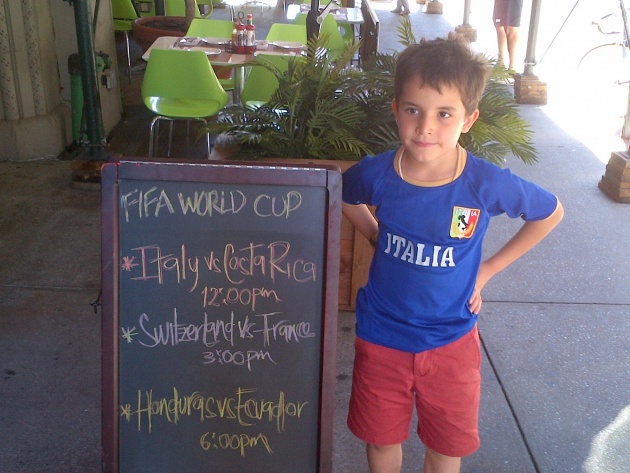 FIFA WORLD CUP
*Italy vs Costa Rica
12:00pm
*Switzerland vs France
3:00pm
*Honduras vs Ecuador
6:00pm
ITALIA
ITALIA